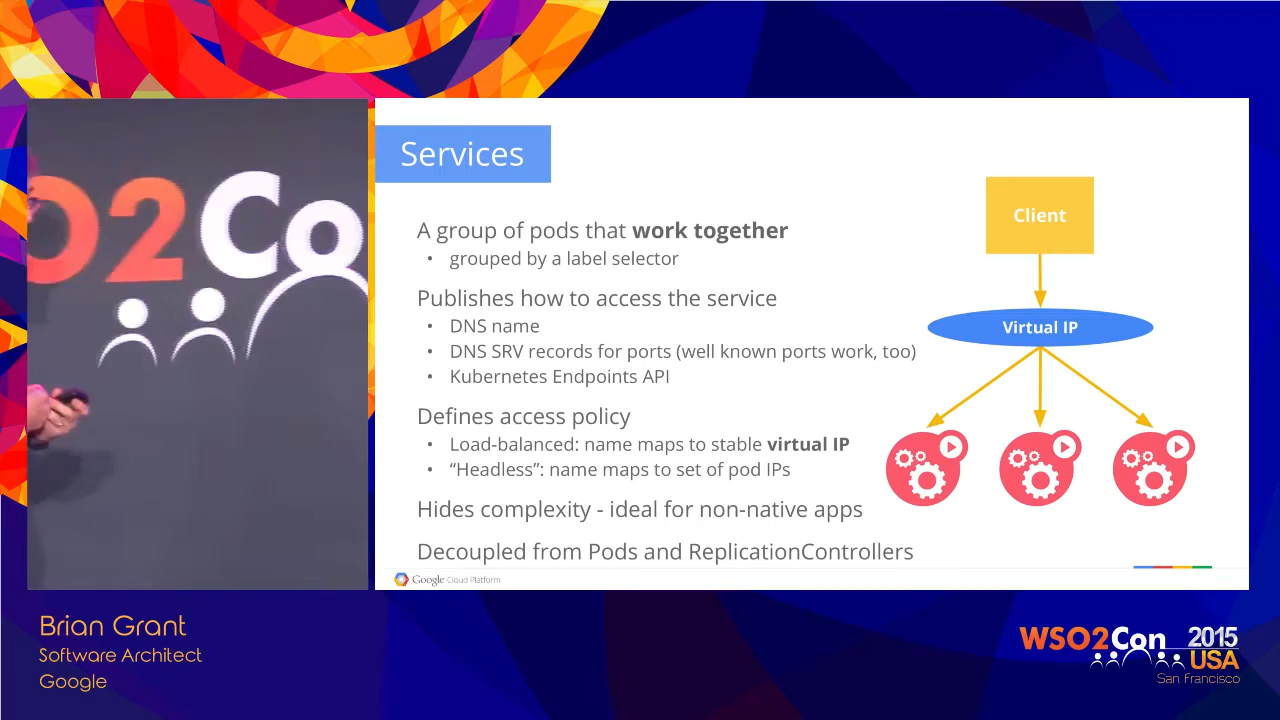 O2Co
Services
A group of pods that work together
• grouped by a label selector
Publishes how to access the service
• DNS name
• DNS SRV records for ports (well known ports work, too)
• Kubernetes Endpoints API
Defines access policy
• Load-balanced: name maps to stable virtual IP
• “Headless”: name maps to set of pod IPs
Hides complexity - ideal for non-native apps
Decoupled from Pods and ReplicationControllers
Client
Virtual IP
Google Cloud Platform
Brian Grant
Software Architect
Google
WSO2Con 2015
USA
San Francisco